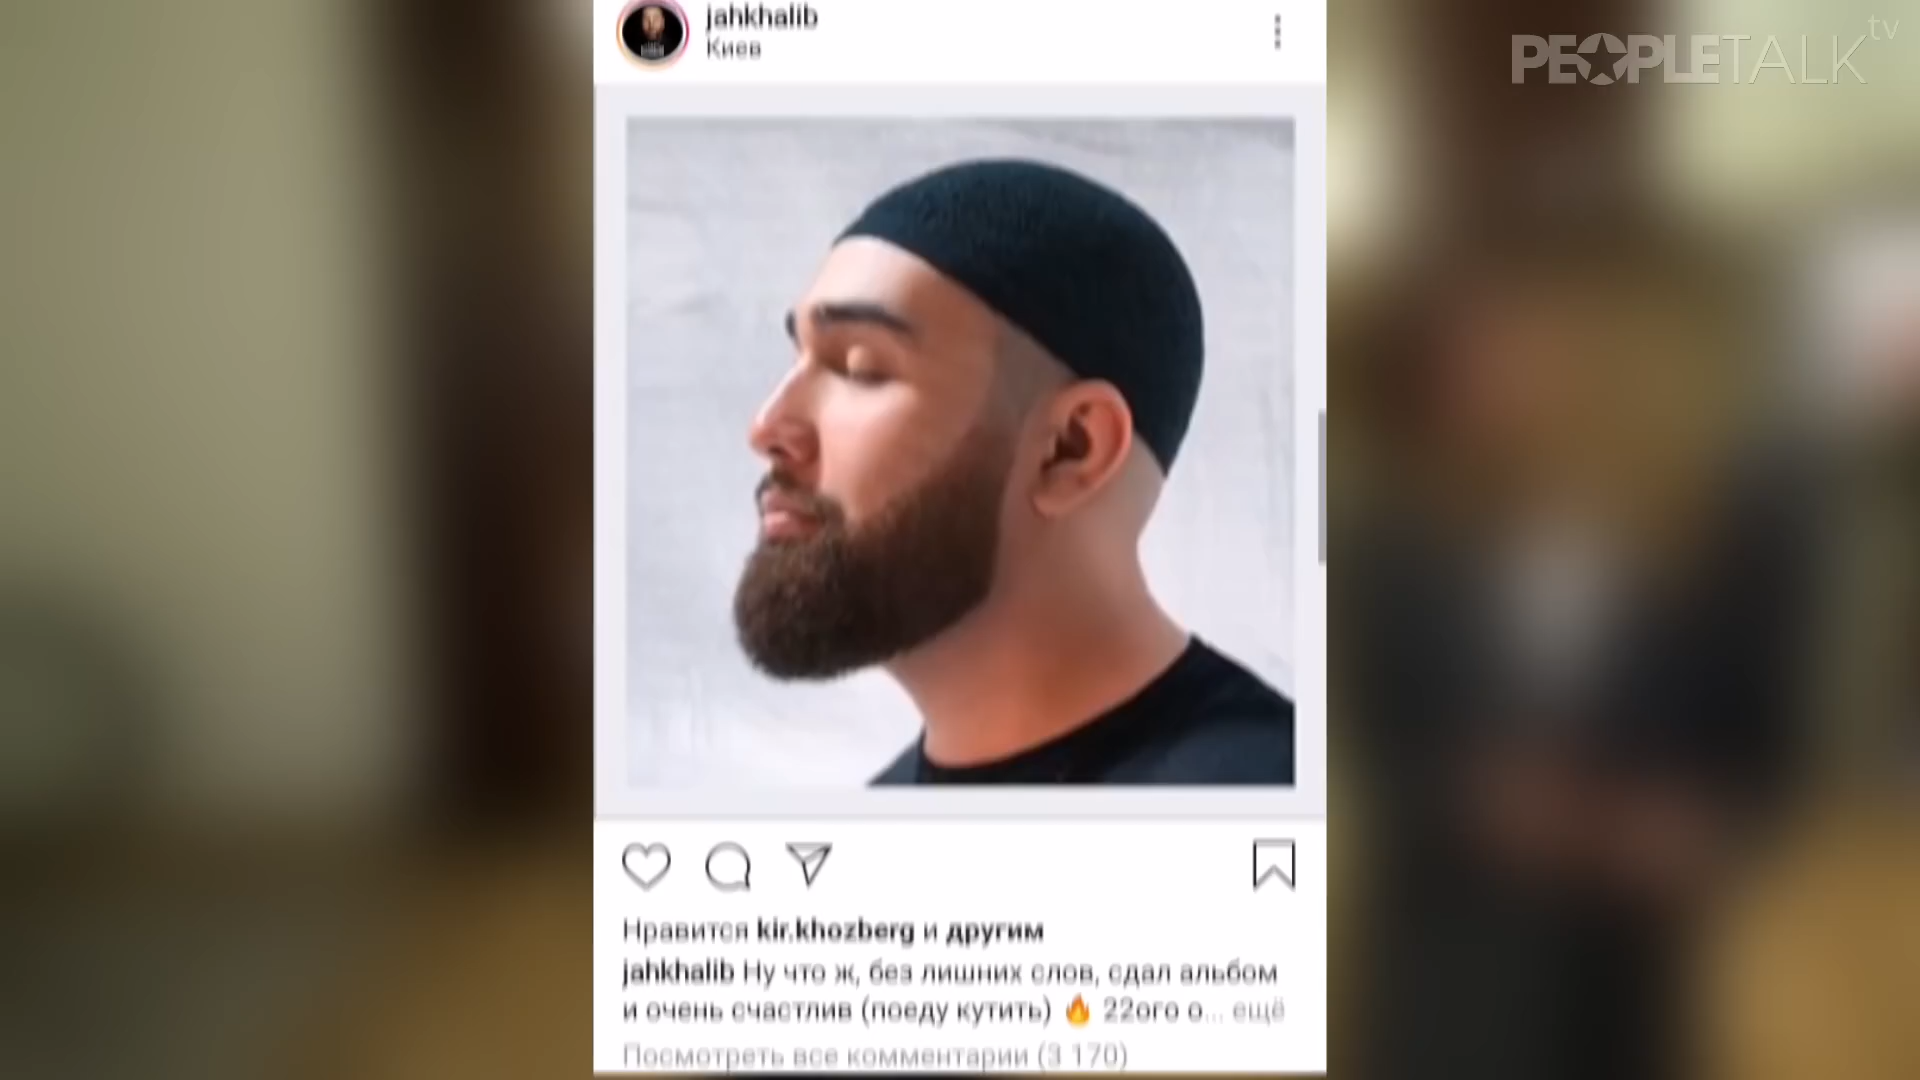 jahkhalib
Киев
PEOPLETALK tv
Нравится kir.khozberg и другим
jahkhalib Ну что ж, без лишних слов, сдал альбом
и очень счастлив (поеду кутить) 🔥 22ого о... ещё
Посмотреть все комментарии (3 170)